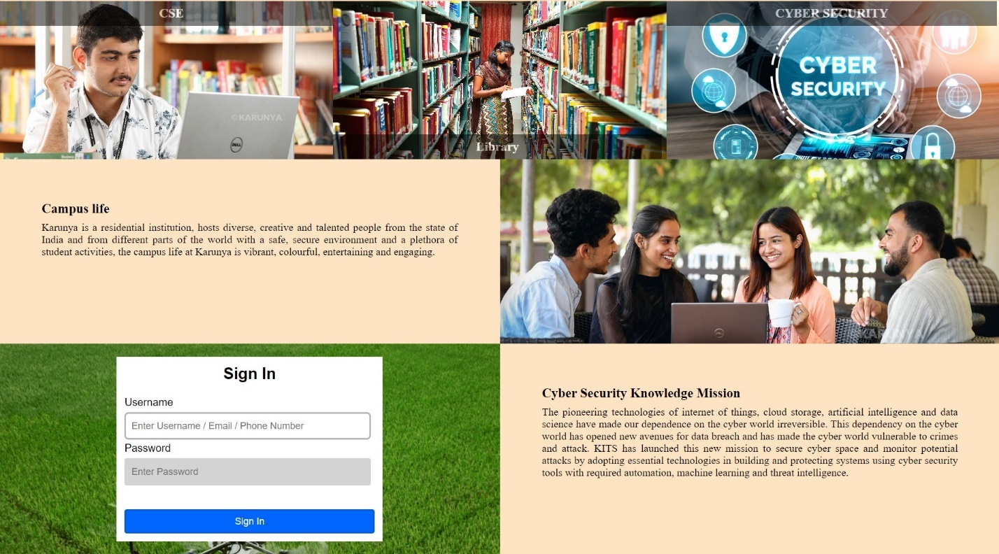 CSE
CYBER SECURITY
© KARUNYA
DELL
CYBER
SECURITY
Library
Campus life
Karunya is a residential institution, hosts diverse, creative and talented people from the state of
India and from different parts of the world with a safe, secure environment and a plethora of
student activities, the campus life at Karunya is vibrant, colourful, entertaining and engaging.
Sign In
Username
Enter Username / Email / Phone Number
Password
Enter Password
Sign In
Cyber Security Knowledge Mission
The pioneering technologies of internet of things, cloud storage, artificial intelligence and data
science have made our dependence on the cyber world irreversible. This dependency on the cyber
world has opened new avenues for data breach and has made the cyber world vulnerable to crimes
and attack. KITS has launched this new mission to secure cyber space and monitor potential
attacks by adopting essential technologies in building and protecting systems using cyber security
tools with required automation, machine learning and threat intelligence.